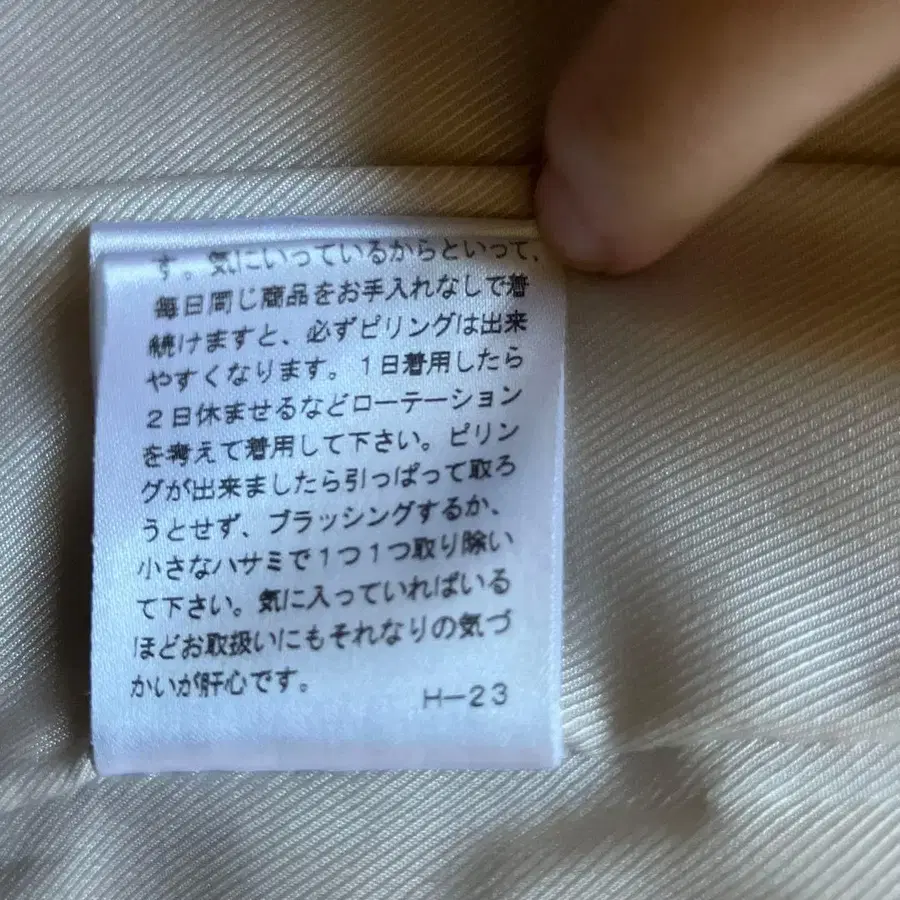 す。気にいっているからといって、
毎日同じ商品をお手入れなしで着
続けますと、必ずピリングは出来
やすくなります。1日着用したら
2日休ませるなどローテーション
を考えて着用して下さい。ピリン
グが出来ましたら引っぱって取ろ
うとせず、ブラッシングするか、
小さなハサミで1つ1つ取り除い
て下さい。気に入っていればいる
ほどお取扱いにもそれなりの気づ
かいが肝心です。
H-23